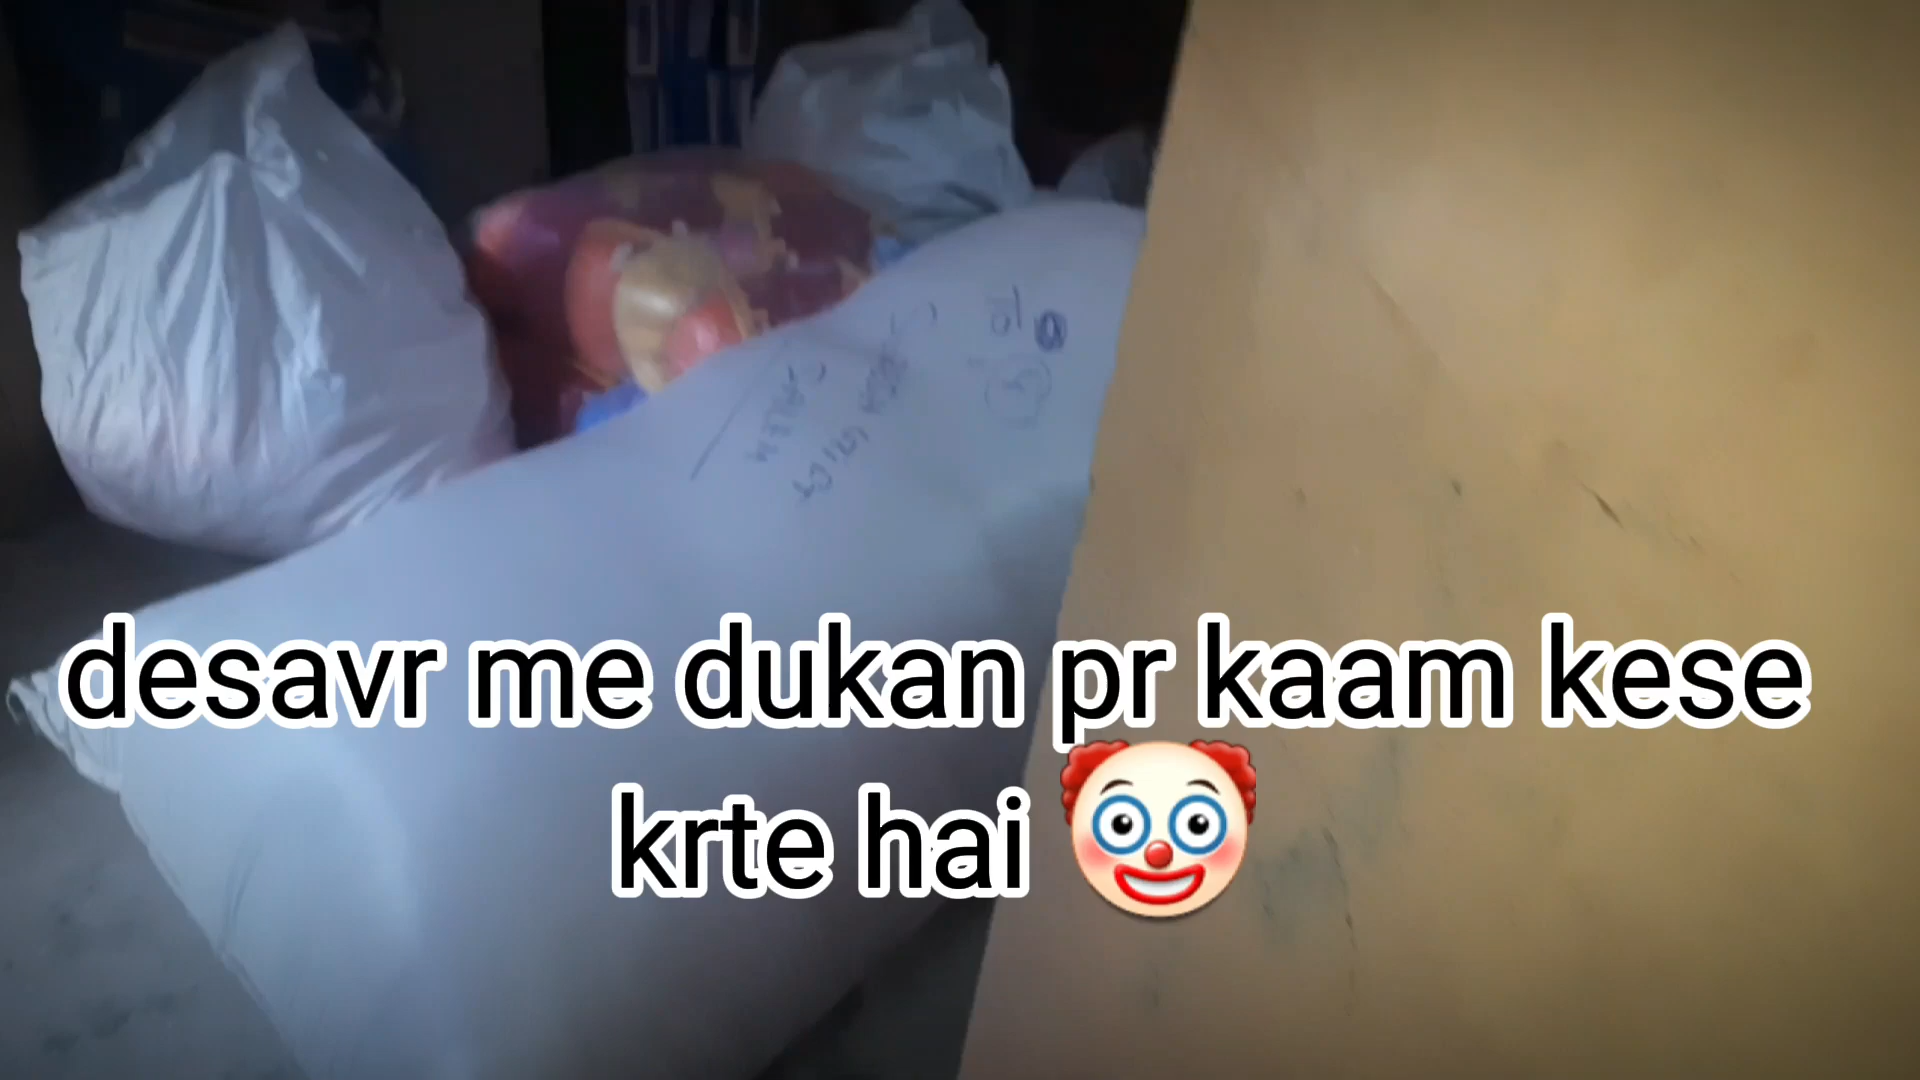 desavr me dukan pr kaam kese
krte hai 🤡